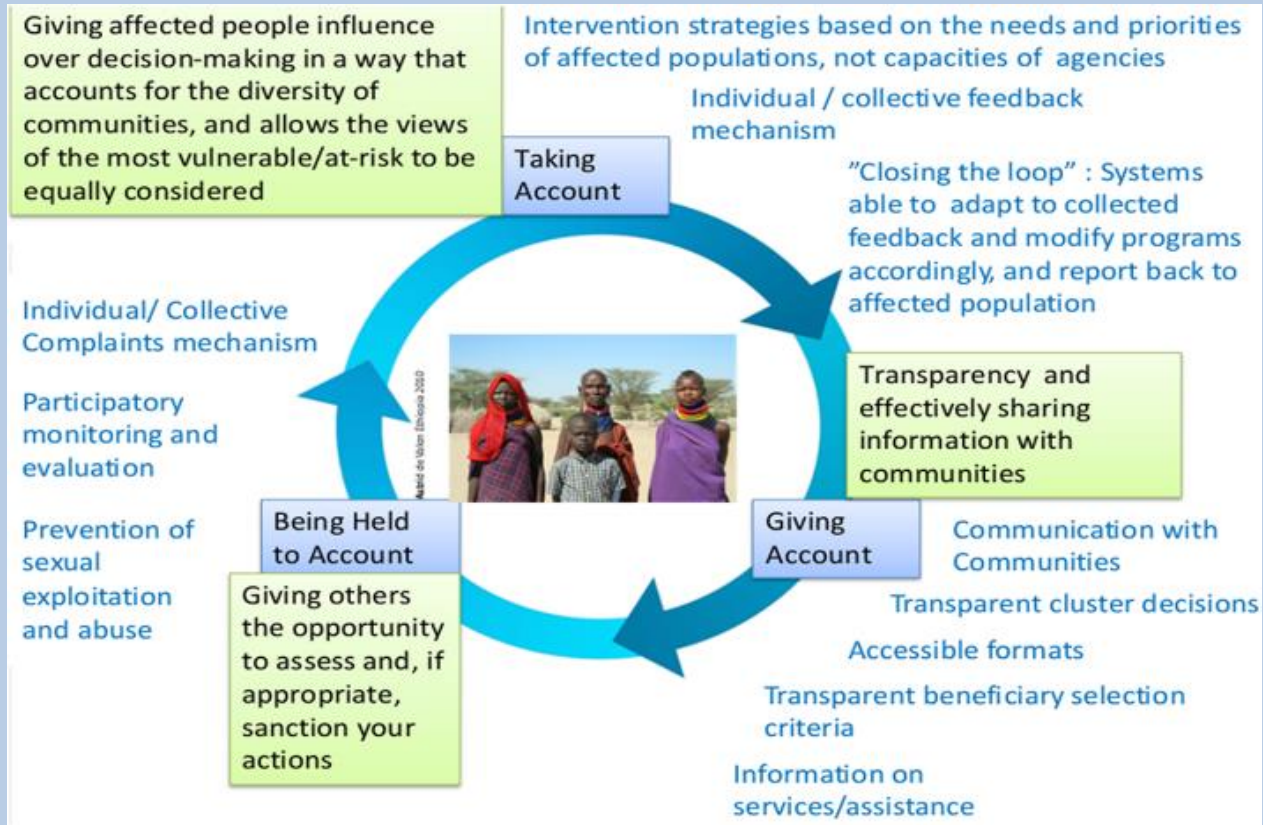 Giving affected people influence
over decision-making in a way that
accounts for the diversity of
communities, and allows the views
of the most vulnerable/at-risk to be
equally considered
Taking
Account
Intervention strategies based on the needs and priorities
of affected populations, not capacities of agencies
Individual / collective feedback
mechanism
”Closing the loop” : Systems
able to adapt to collected
feedback and modify programs
accordingly, and report back to
affected population
Transparency and
effectively sharing
information with
communities
Giving
Account
Communication with
Communities
Transparent cluster decisions
Accessible formats
Transparent beneficiary selection
criteria
Information on
services/assistance
Being Held
to Account
Giving others
the opportunity
to assess and, if
appropriate,
sanction your
actions
Individual/ Collective
Complaints mechanism
Participatory
monitoring and
evaluation
Prevention of
sexual
exploitation
and abuse
de Valon Ethiopia 2010